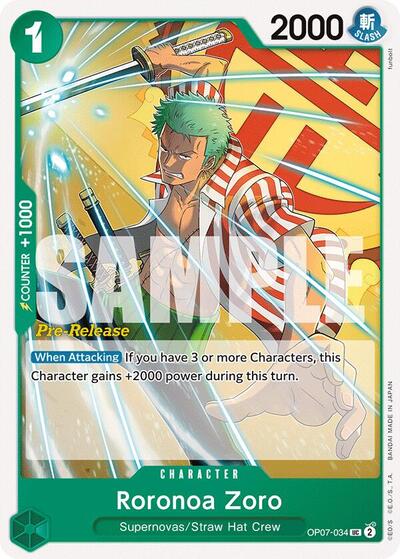 1
2000
斬
SLASH
funbolt
COUNTER +1000
SAMPLE
Pre-Release
When Attacking If you have 3 or more Characters, this
Character gains +2000 power during this turn.
CHARACTER
Roronoa Zoro
Supernovas/Straw Hat Crew
OP07-034 UC 2
©E.O./S. ©E.O./S., T.A. BANDAI MADE IN JAPAN